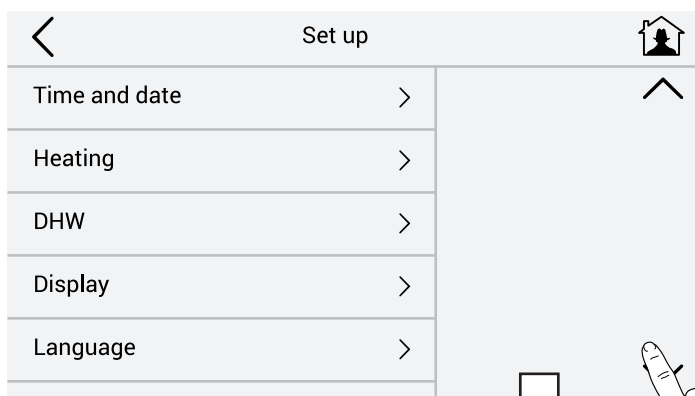 Set up
Time and date
Heating
DHW
Display
Language